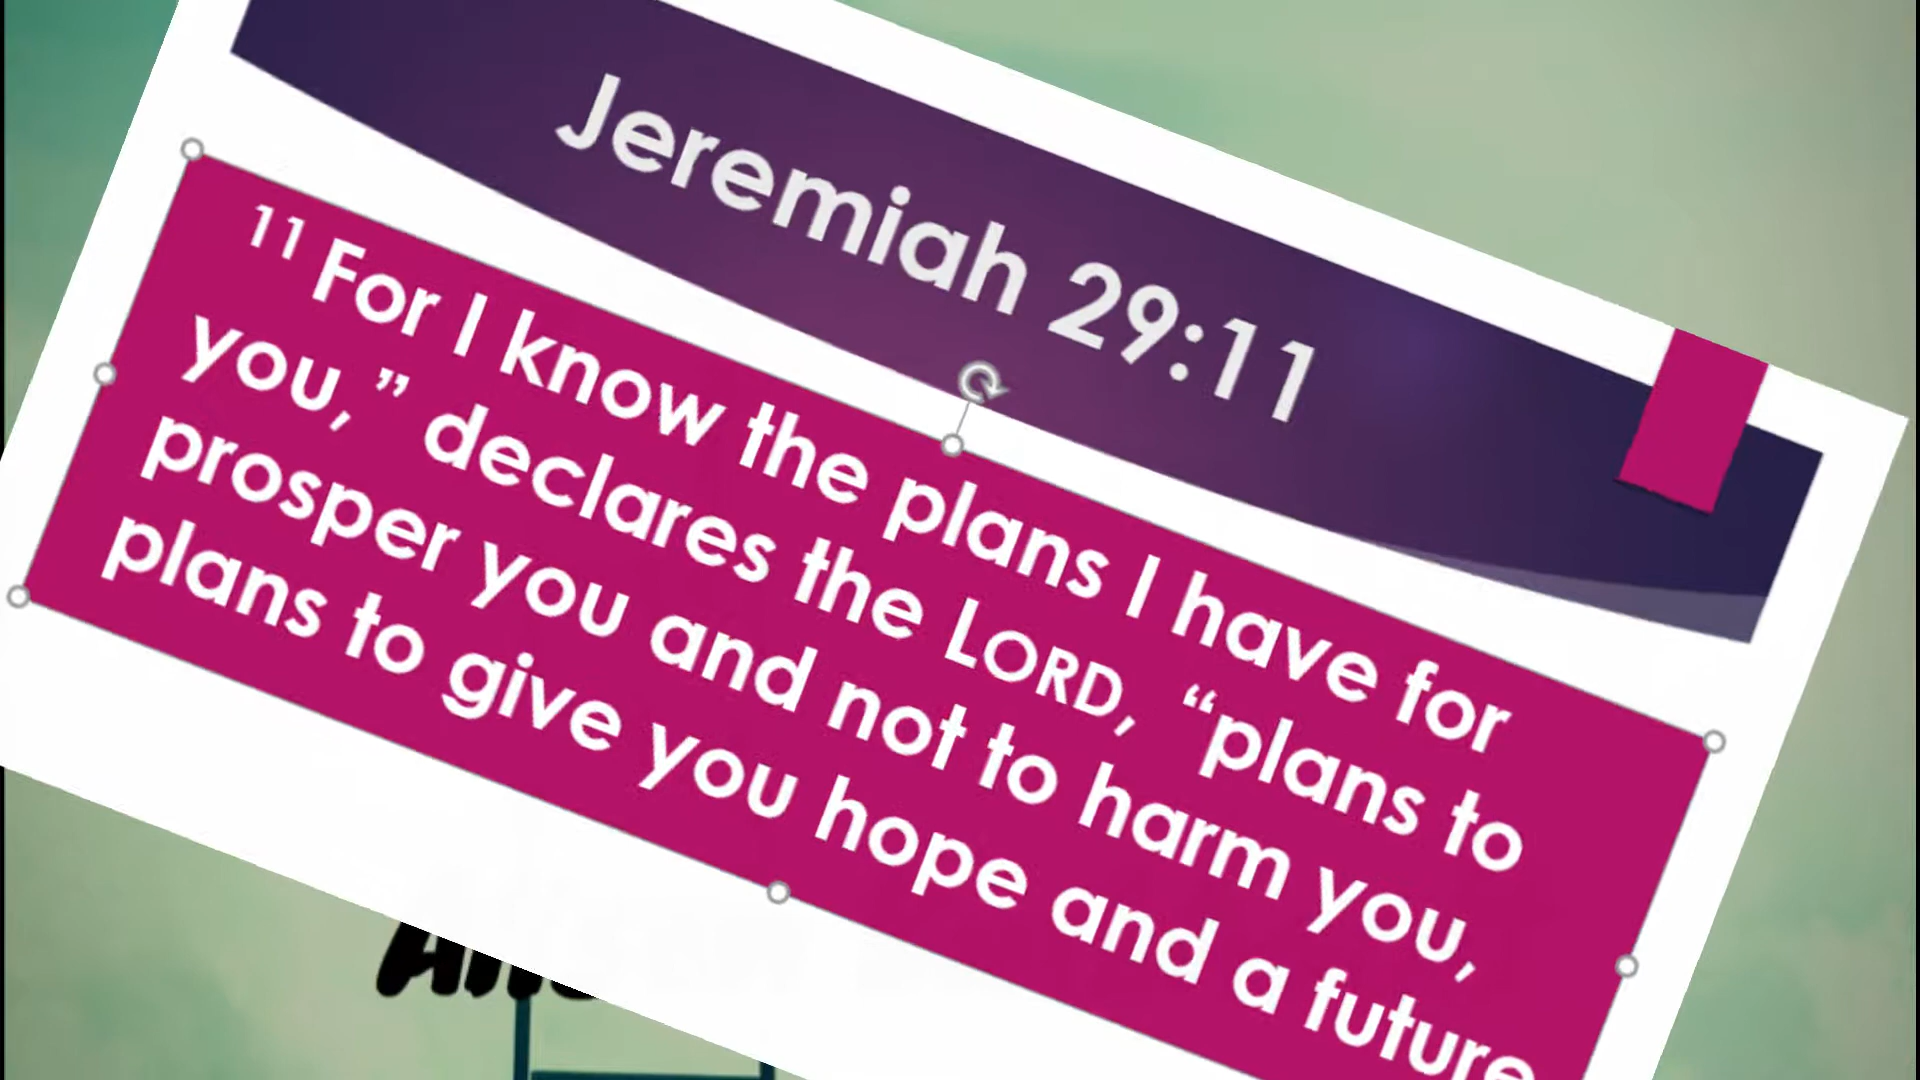 Jeremiah 29:11
11 For I know the plans I have for
you,” declares the LORD, “plans to
prosper you and not to harm you,
plans to give you hope and a future